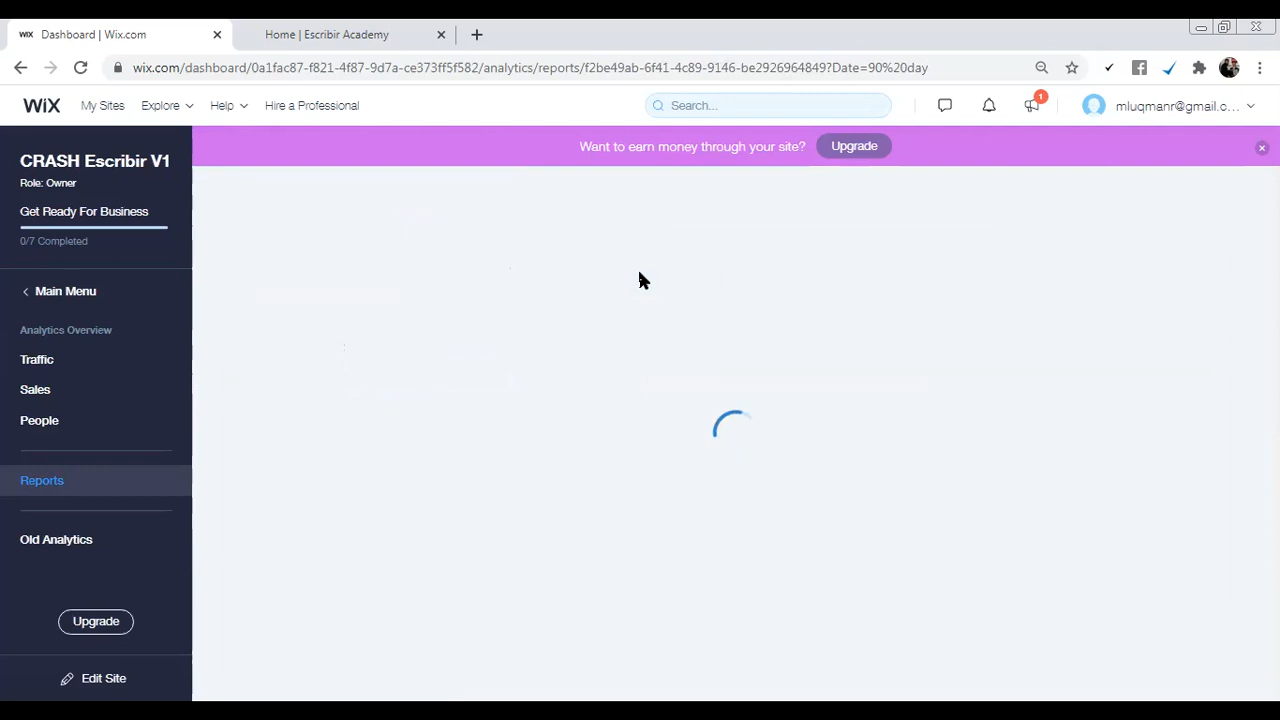 WiX Dashboard | Wix.com
Home | Escribir Academy
wix.com/dashboard/0a1fac87-f821-4f87-9d7a-ce373ff5f582/analytics/reports/f2be49ab-6f41-4c89-9146-be2926964849?Date=90%20day
WiX My Sites Explore Help Hire a Professional Search... 1 mluqmanr@gmail.c...
Want to earn money through your site? Upgrade
CRASH Escribir V1
Role: Owner
Get Ready For Business
0/7 Completed
Main Menu
Analytics Overview
Traffic
Sales
People
Reports
Old Analytics
Upgrade
Edit Site